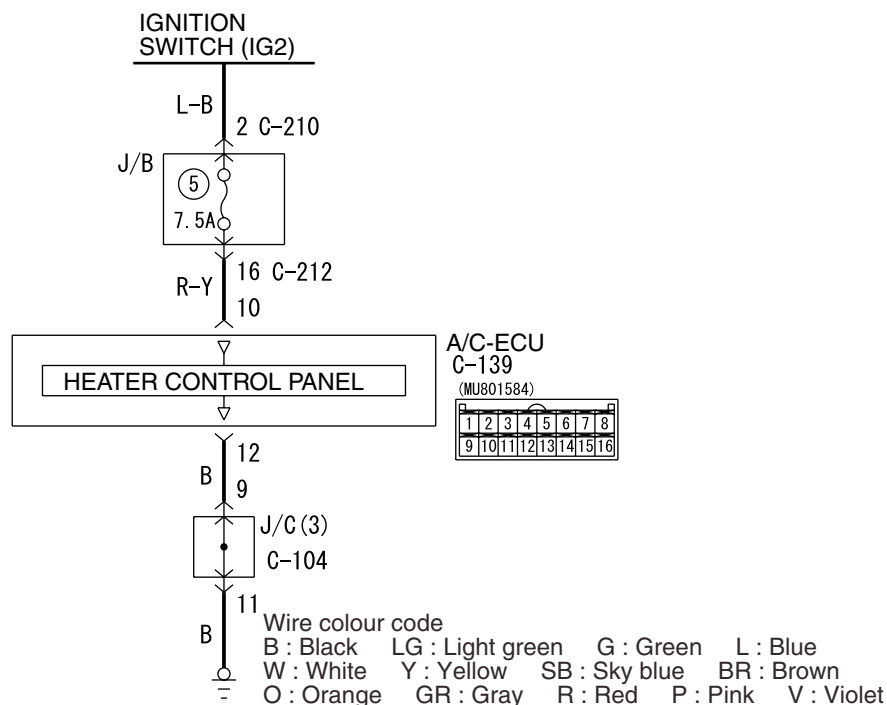 IGNITION
SWITCH (IG2)
L-B
2 C-210
J/B
5
7.5A
16 C-212
R-Y
10
A/C-ECU
C-139
(MU801584)
HEATER CONTROL PANEL
1 2 3 4 5 6 7 8
9 10 11 12 13 14 15 16
12
B
9
J/C(3)
C-104
11
B
Wire colour code
B : Black LG : Light green G : Green L : Blue
W : White Y : Yellow SB : Sky blue BR : Brown
O : Orange GR : Gray R : Red P : Pink V : Violet